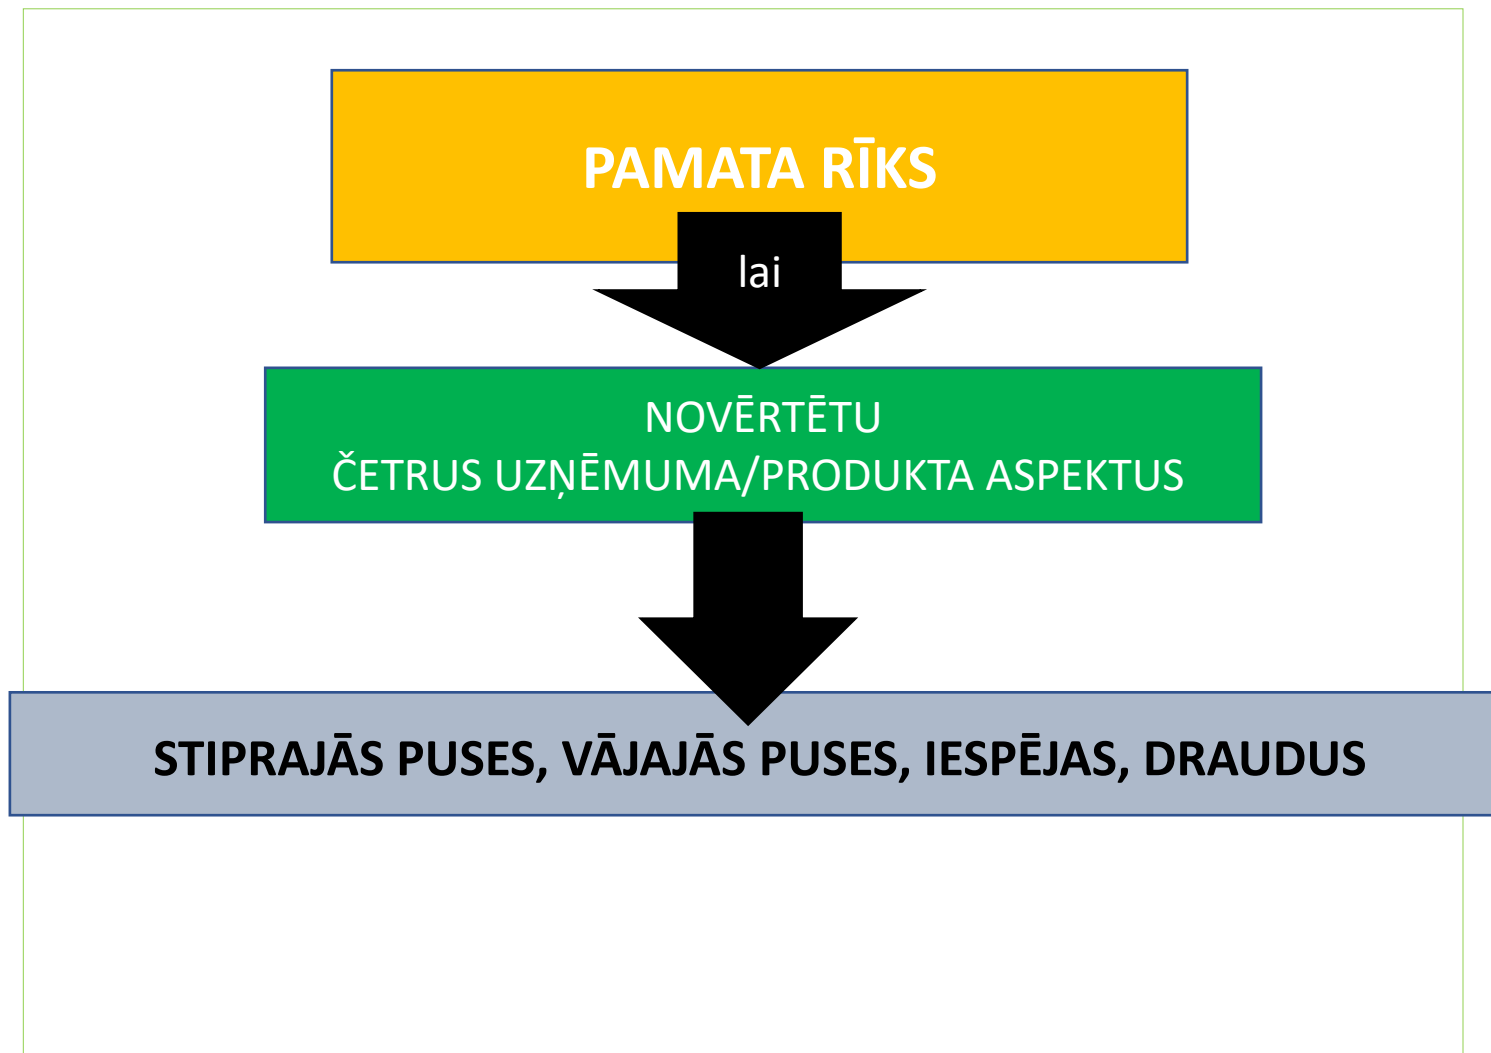 PAMATA RĪKS
lai
NOVĒRTĒTU
ČETRUS UZŅĒMUMA/PRODUKTA ASPEKTUS
STIPRAJĀS PUSES, VĀJAJĀS PUSES, IESPĒJAS, DRAUDUS